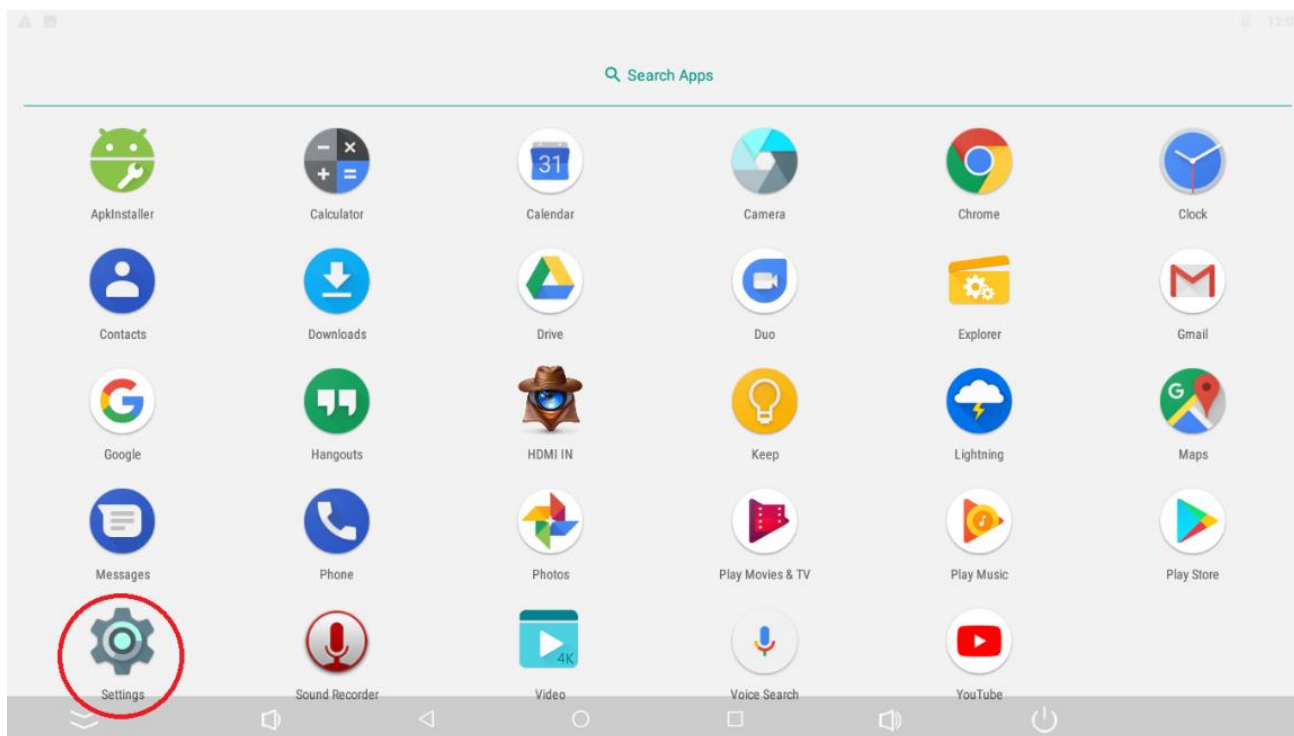 12:0
Search Apps
31
ApkInstaller Calculator Calendar Camera Chrome Clock
Contacts Downloads Drive Duo Explorer Gmail
G
Google Hangouts HDMI IN Keep Lightning Maps
Messages Phone Photos Play Movies & TV Play Music Play Store
4K
Settings Sound Recorder Video Voice Search YouTube